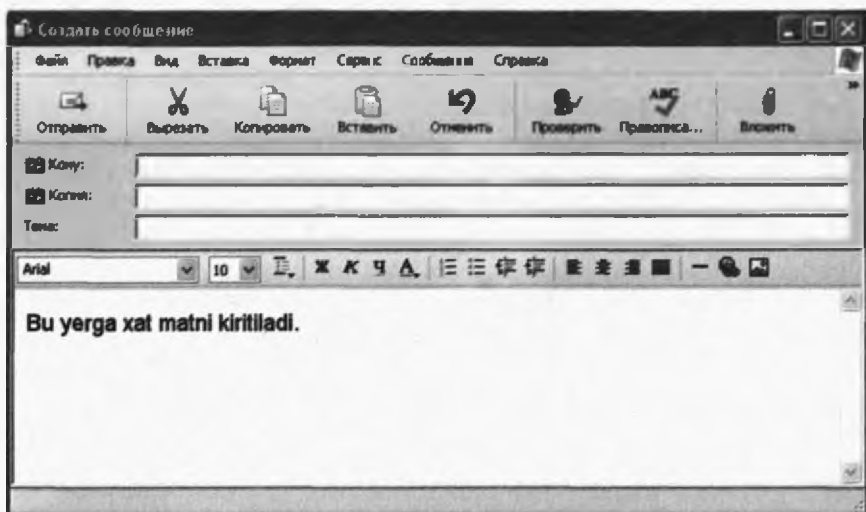 Создать сообщение
Файл Правка Вид Вставка Формат Сервис Сообщения Справка
Отправить Вырезать Копировать Вставить Отменить Проверить Правописа... Вложить
Кому:
Копия:
Тема:
Arial 10 Ж К Ч А
Bu yerga xat matni kiritiladi.